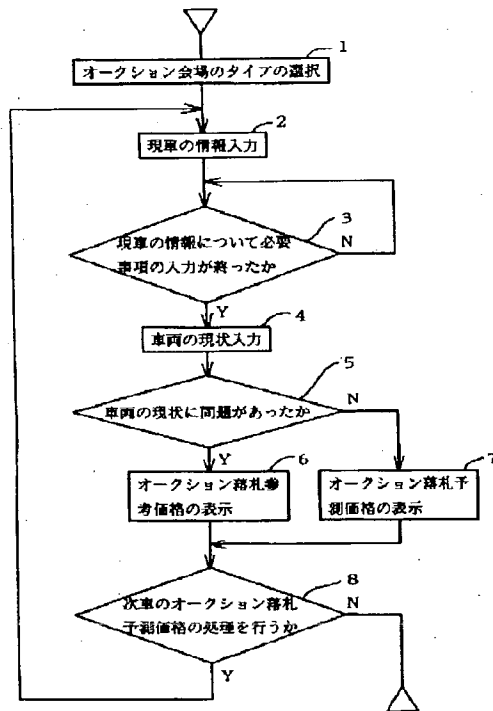 1
オークション会場のタイプの選択
2
現車の情報入力
3
現車の情報について必要
事項の入力が終ったか
N
Y
4
車両の現状入力
5
車両の現状に問題があったか
N
Y
6
オークション落札参
考価格の表示
7
オークション落札予
測価格の表示
8
次車のオークション落札
予測価格の処理を行うか
N
Y